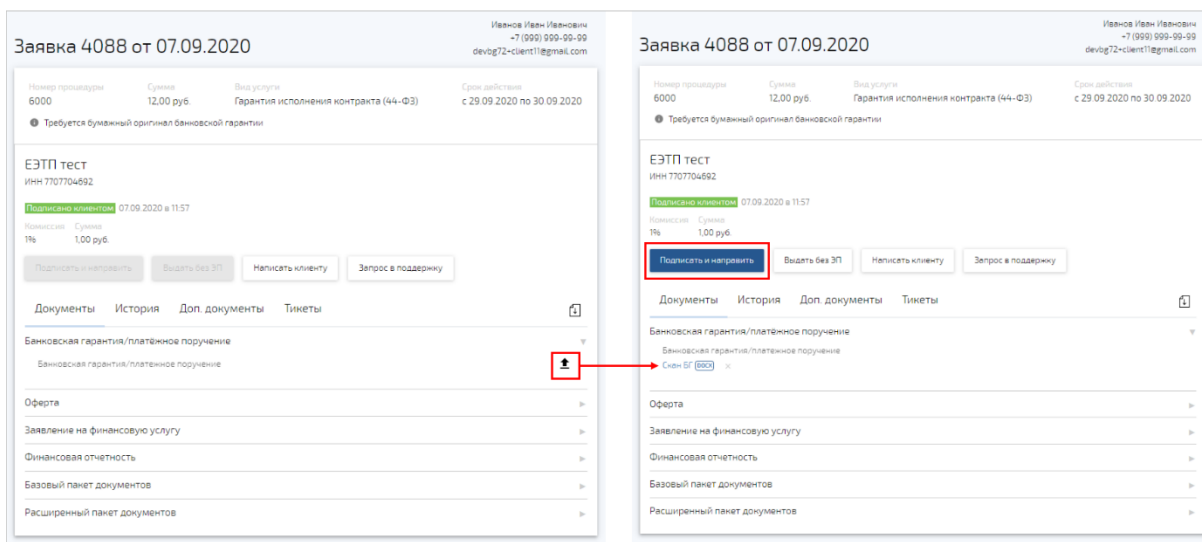 Иванов Иван Иванович
+7 (999) 999-99-99
devbg72+client11@gmail.com
Заявка 4088 от 07.09.2020
Номер процедуры Сумма Вид услуги Срок действия
6000 12,00 руб. Гарантия исполнения контракта (44-ФЗ) с 29.09.2020 по 30.09.2020
Требуется бумажный оригинал банковской гарантии
ЕЭТП тест
ИНН 7707704692
Подписано клиентом 07.09.2020 в 11:57
Комиссия Сумма
1% 1,00 руб.
Подписать и направить Выдать без ЭП Написать клиенту Запрос в поддержку
Документы История Доп. документы Тикеты
Банковская гарантия/платежное поручение
Банковская гарантия/платежное поручение
Оферта
Заявление на финансовую услугу
Финансовая отчетность
Базовый пакет документов
Расширенный пакет документов
Иванов Иван Иванович
+7 (999) 999-99-99
devbg72+client11@gmail.com
Заявка 4088 от 07.09.2020
Номер процедуры Сумма Вид услуги Срок действия
6000 12,00 руб. Гарантия исполнения контракта (44-ФЗ) с 29.09.2020 по 30.09.2020
Требуется бумажный оригинал банковской гарантии
ЕЭТП тест
ИНН 7707704692
Подписано клиентом 07.09.2020 в 11:57
Комиссия Сумма
1% 1,00 руб.
Подписать и направить Выдать без ЭП Написать клиенту Запрос в поддержку
Документы История Доп. документы Тикеты
Банковская гарантия/платежное поручение
Банковская гарантия/платежное поручение
Скан БГ DOCX x
Оферта
Заявление на финансовую услугу
Финансовая отчетность
Базовый пакет документов
Расширенный пакет документов